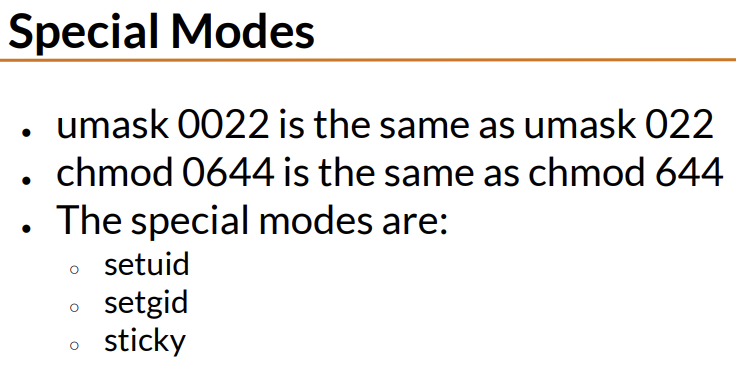 Special Modes
• umask 0022 is the same as umask 022
• chmod 0644 is the same as chmod 644
• The special modes are:
○ setuid
○ setgid
○ sticky